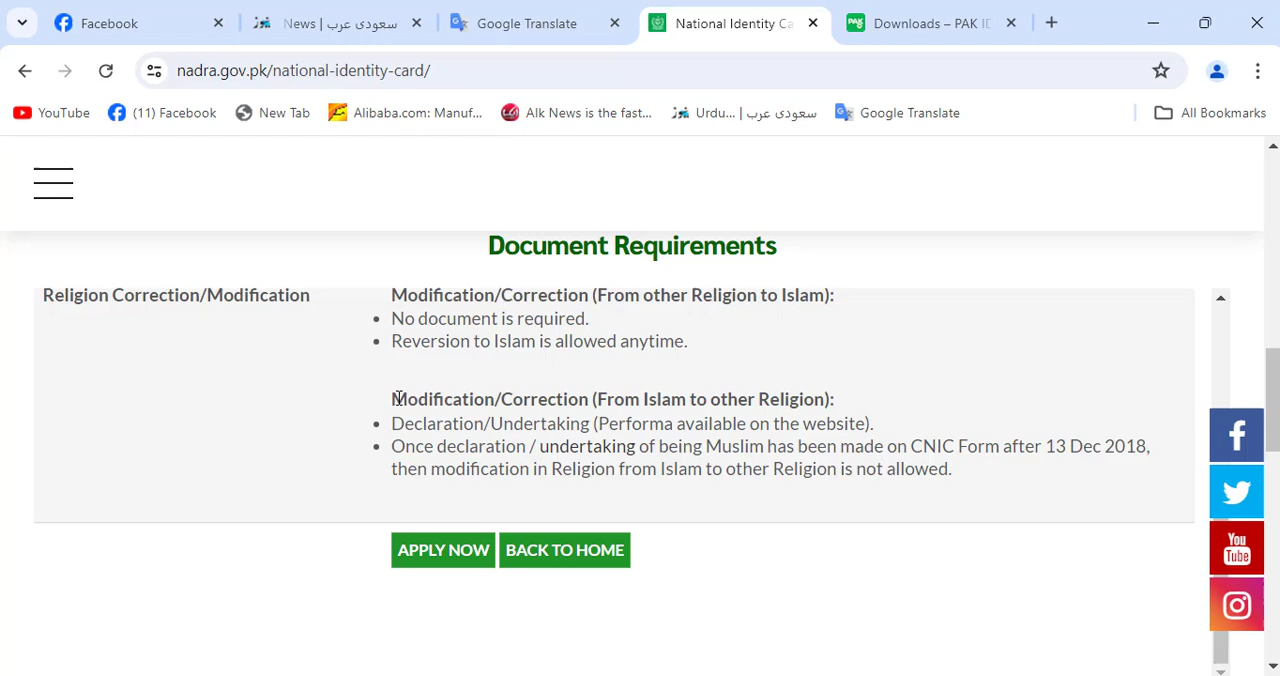 Facebook
News | سعودی عرب
Google Translate
National Identity Ca
Downloads – PAK ID
nadra.gov.pk/national-identity-card/
YouTube
(11) Facebook
New Tab
Alibaba.com: Manuf...
Alk News is the fast...
Urdu... | سعودی عرب
Google Translate
All Bookmarks
Document Requirements
Religion Correction/Modification
Modification/Correction (From other Religion to Islam):
No document is required.
Reversion to Islam is allowed anytime.
Modification/Correction (From Islam to other Religion):
Declaration/Undertaking (Performa available on the website).
Once declaration / undertaking of being Muslim has been made on CNIC Form after 13 Dec 2018,
then modification in Religion from Islam to other Religion is not allowed.
APPLY NOW
BACK TO HOME
You
Tube